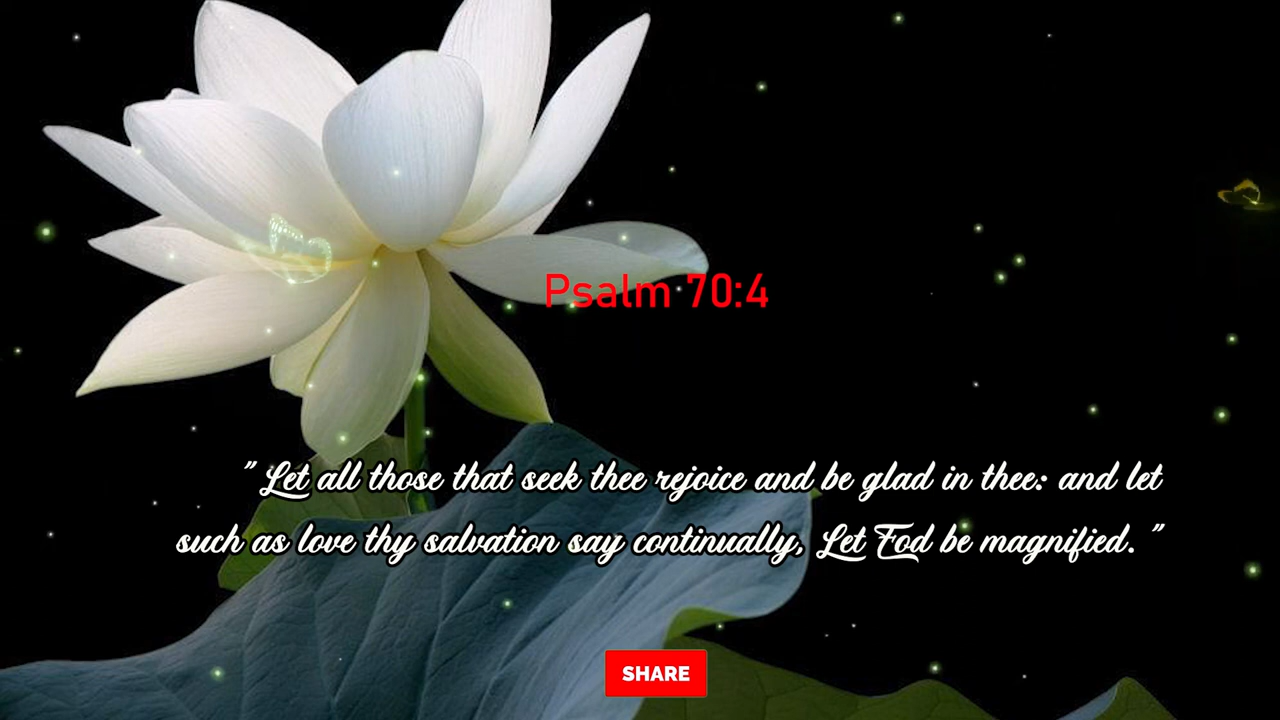 Psalm 70:4
" Let all those that seek thee rejoice and be glad in thee: and let
such as love thy salvation say continually, Let God be magnified. "
SHARE